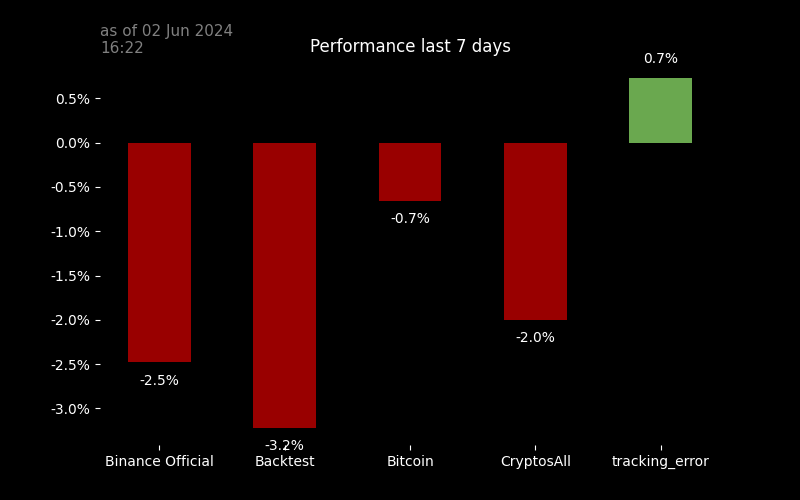 as of 02 Jun 2024
16:22
Performance last 7 days
0.7%
0.5%
0.0%
-0.5%
-0.7%
-1.0%
-1.5%
-2.0%
-2.0%
-2.5%
-2.5%
-3.0%
-3.2%
Binance Official
Backtest
Bitcoin
CryptosAll
tracking_error